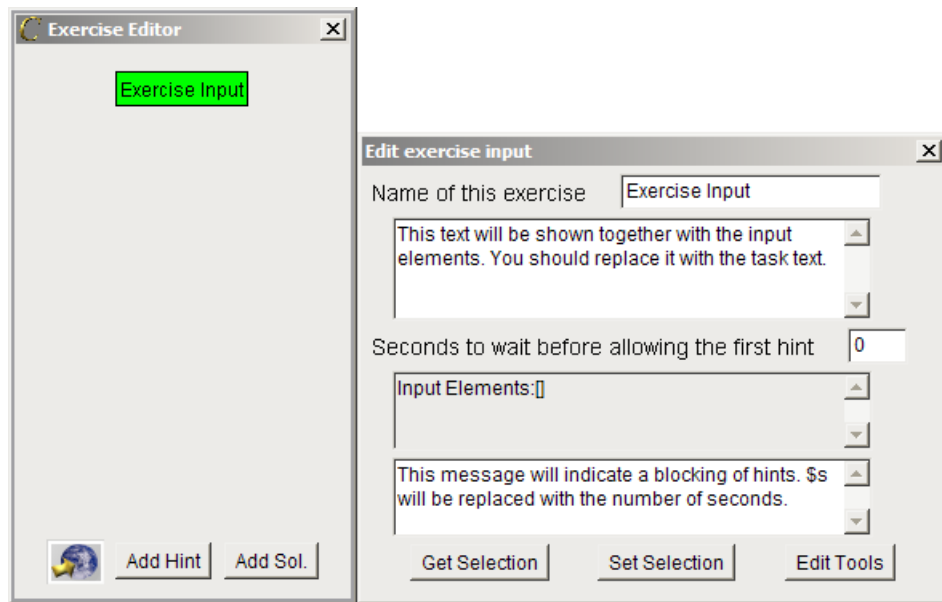 Exercise Editor
Exercise Input
Add Hint
Add Sol.
Edit exercise input
Name of this exercise
Exercise Input
This text will be shown together with the input
elements. You should replace it with the task text.
Seconds to wait before allowing the first hint
0
Input Elements:[]
This message will indicate a blocking of hints. $s
will be replaced with the number of seconds.
Get Selection
Set Selection
Edit Tools